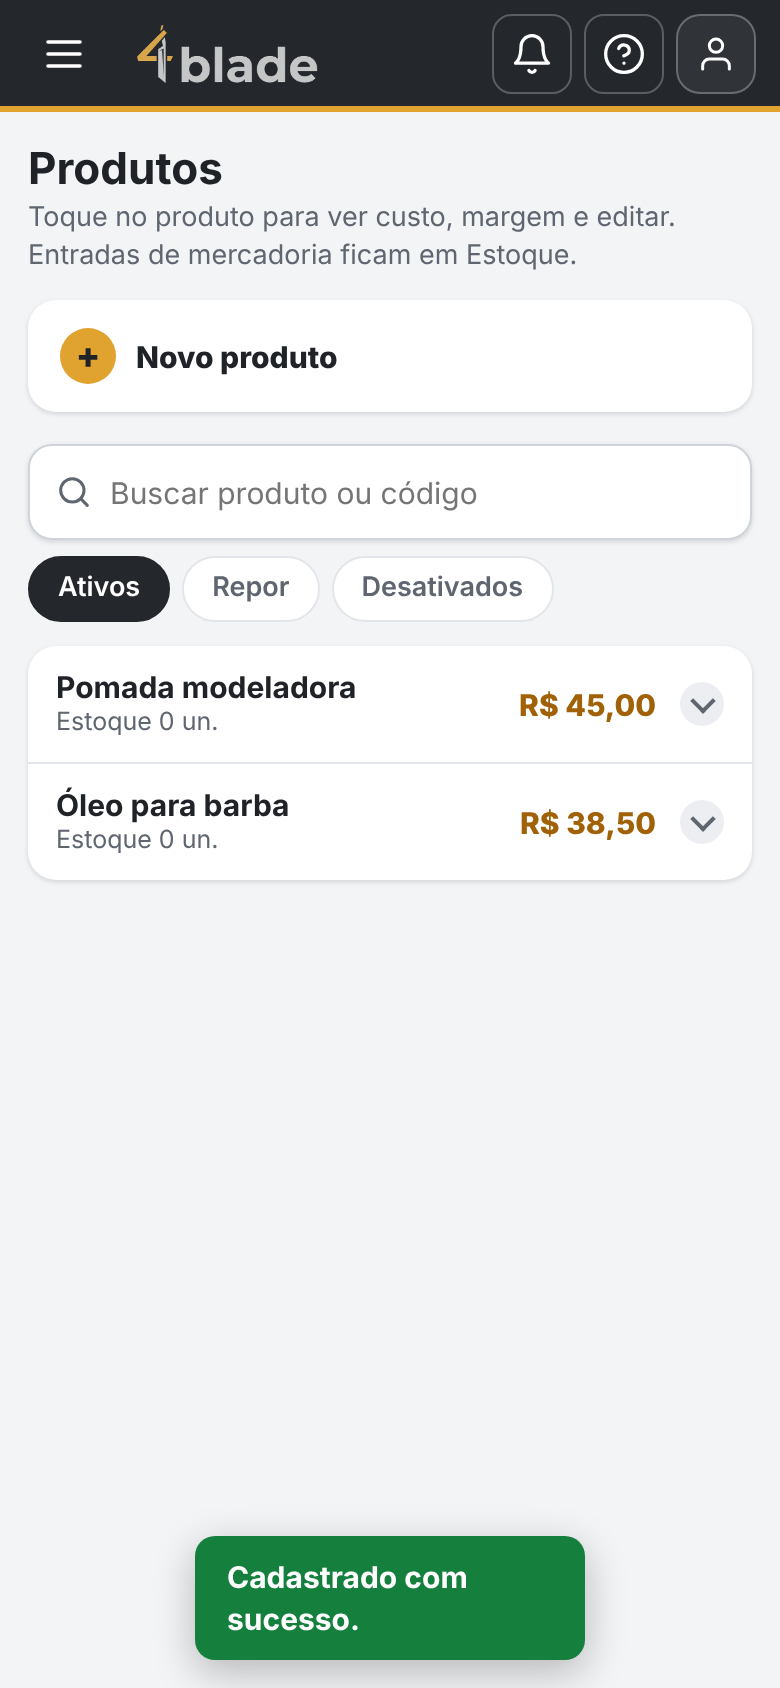 4blade
Produtos
Toque no produto para ver custo, margem e editar.
Entradas de mercadoria ficam em Estoque.
+ Novo produto
Buscar produto ou código
Ativos Repor Desativados
Pomada modeladora
Estoque 0 un.
R$ 45,00
Óleo para barba
Estoque 0 un.
R$ 38,50
Cadastrado com
sucesso.